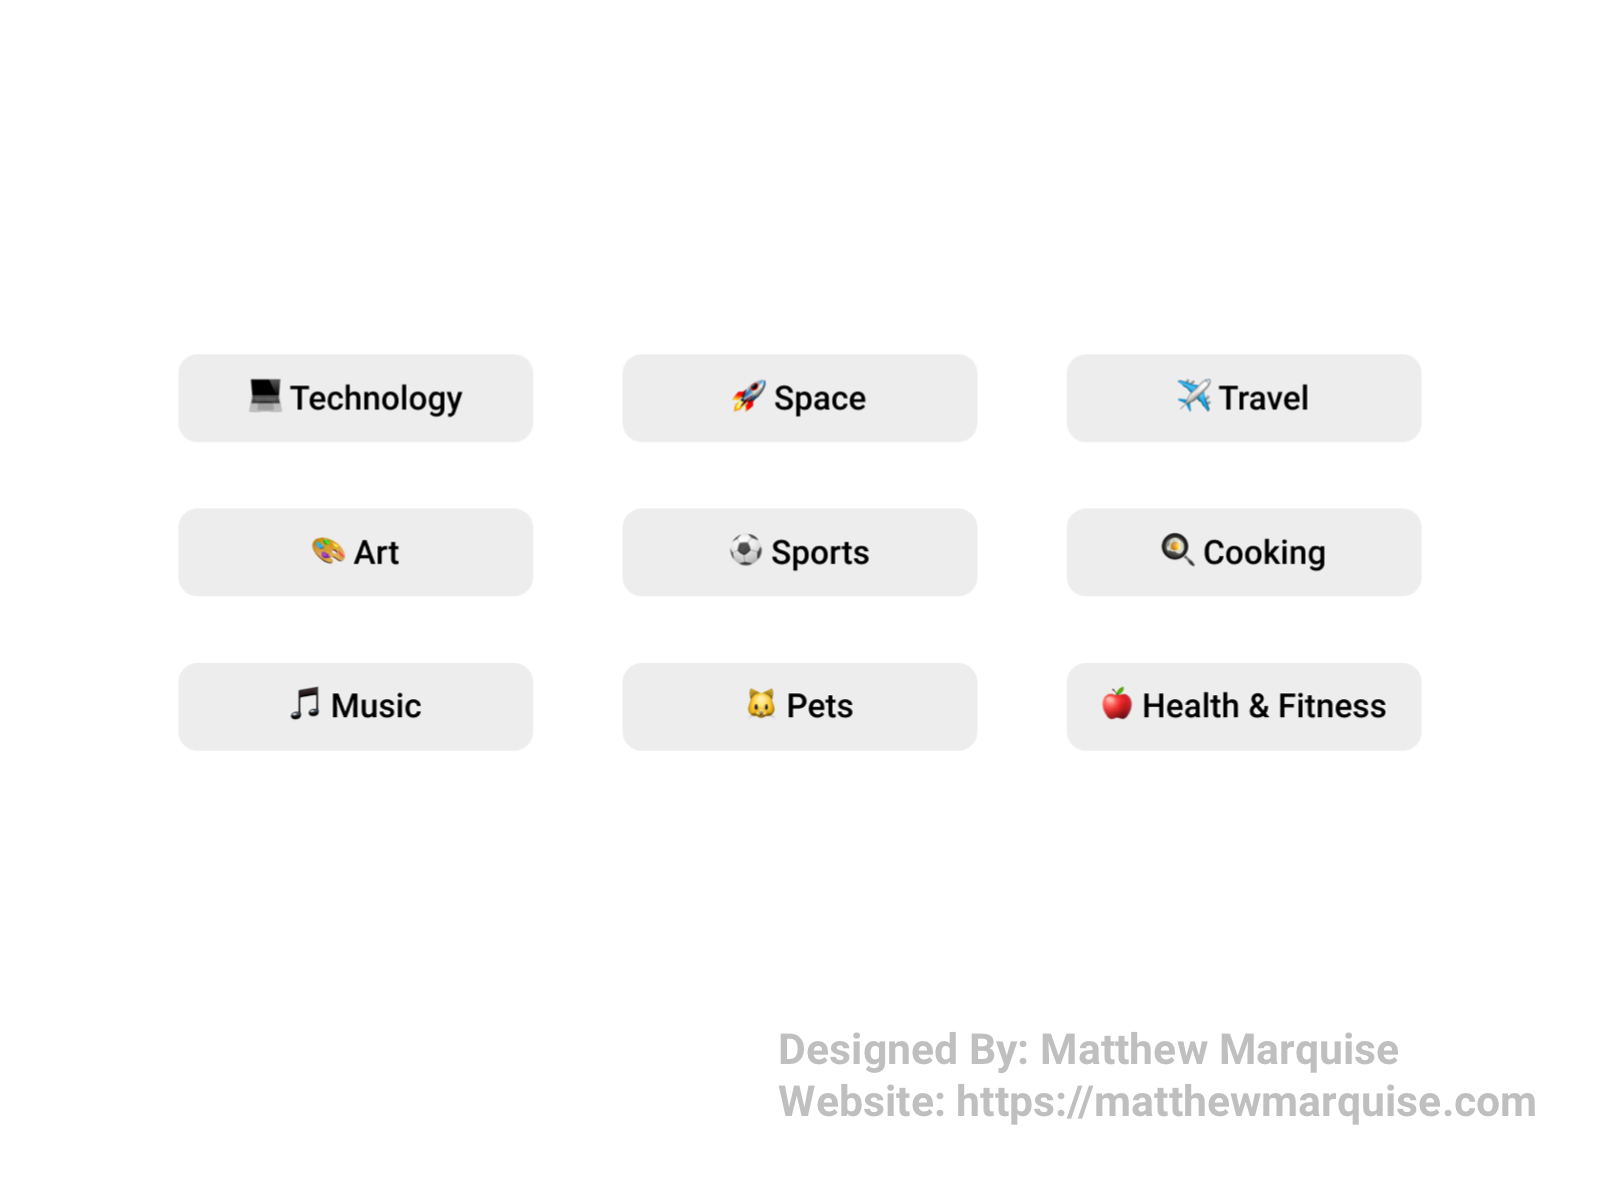 💻 Technology
🚀 Space
✈️ Travel
🎨 Art
⚽ Sports
🍳 Cooking
🎵 Music
🐱 Pets
🍎 Health & Fitness
Designed By: Matthew Marquise
Website: https://matthewmarquise.com